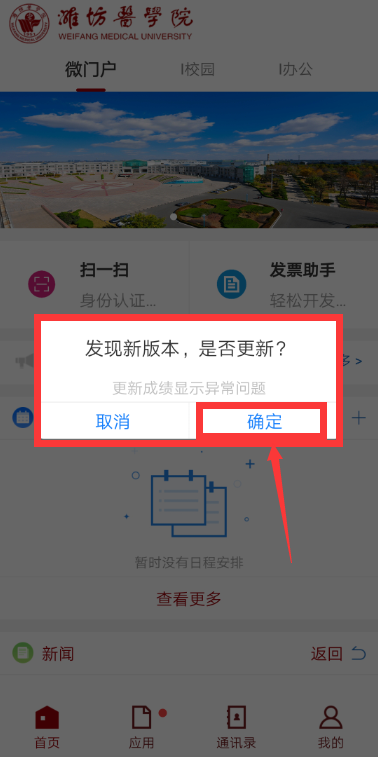 潍坊医学院
WEIFANG MEDICAL UNIVERSITY
微门户
I校园
I办公
扫一扫
身份认证...
发票助手
轻松开发...
多 >
发现新版本，是否更新？
更新成绩显示异常问题
取消
确定
暂时没有日程安排
查看更多
新闻
返回
首页
应用
通讯录
我的